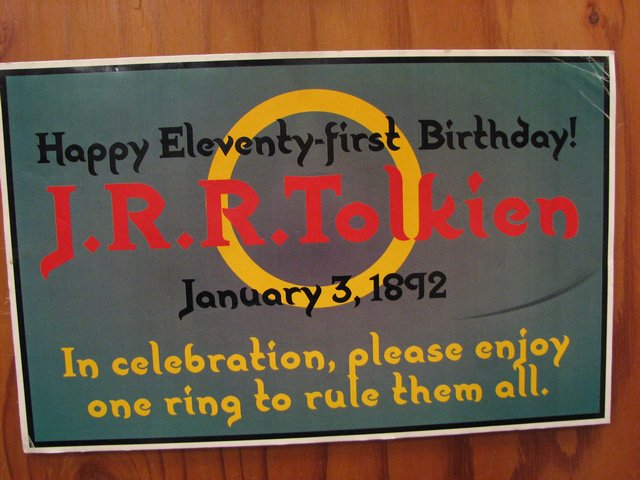 Happy Eleventy-first Birthday!
J.R.R.Tolkien
January 3, 1892
In celebration, please enjoy
one ring to rule them all.